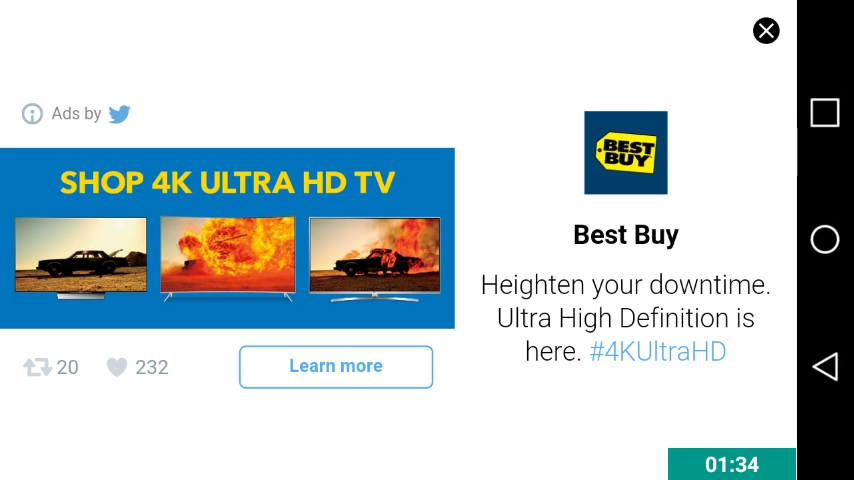 Ads by
SHOP 4K ULTRA HD TV
20
232
Learn more
BEST
BUY
Best Buy
Heighten your downtime.
Ultra High Definition is
here. #4KUltraHD
01:34